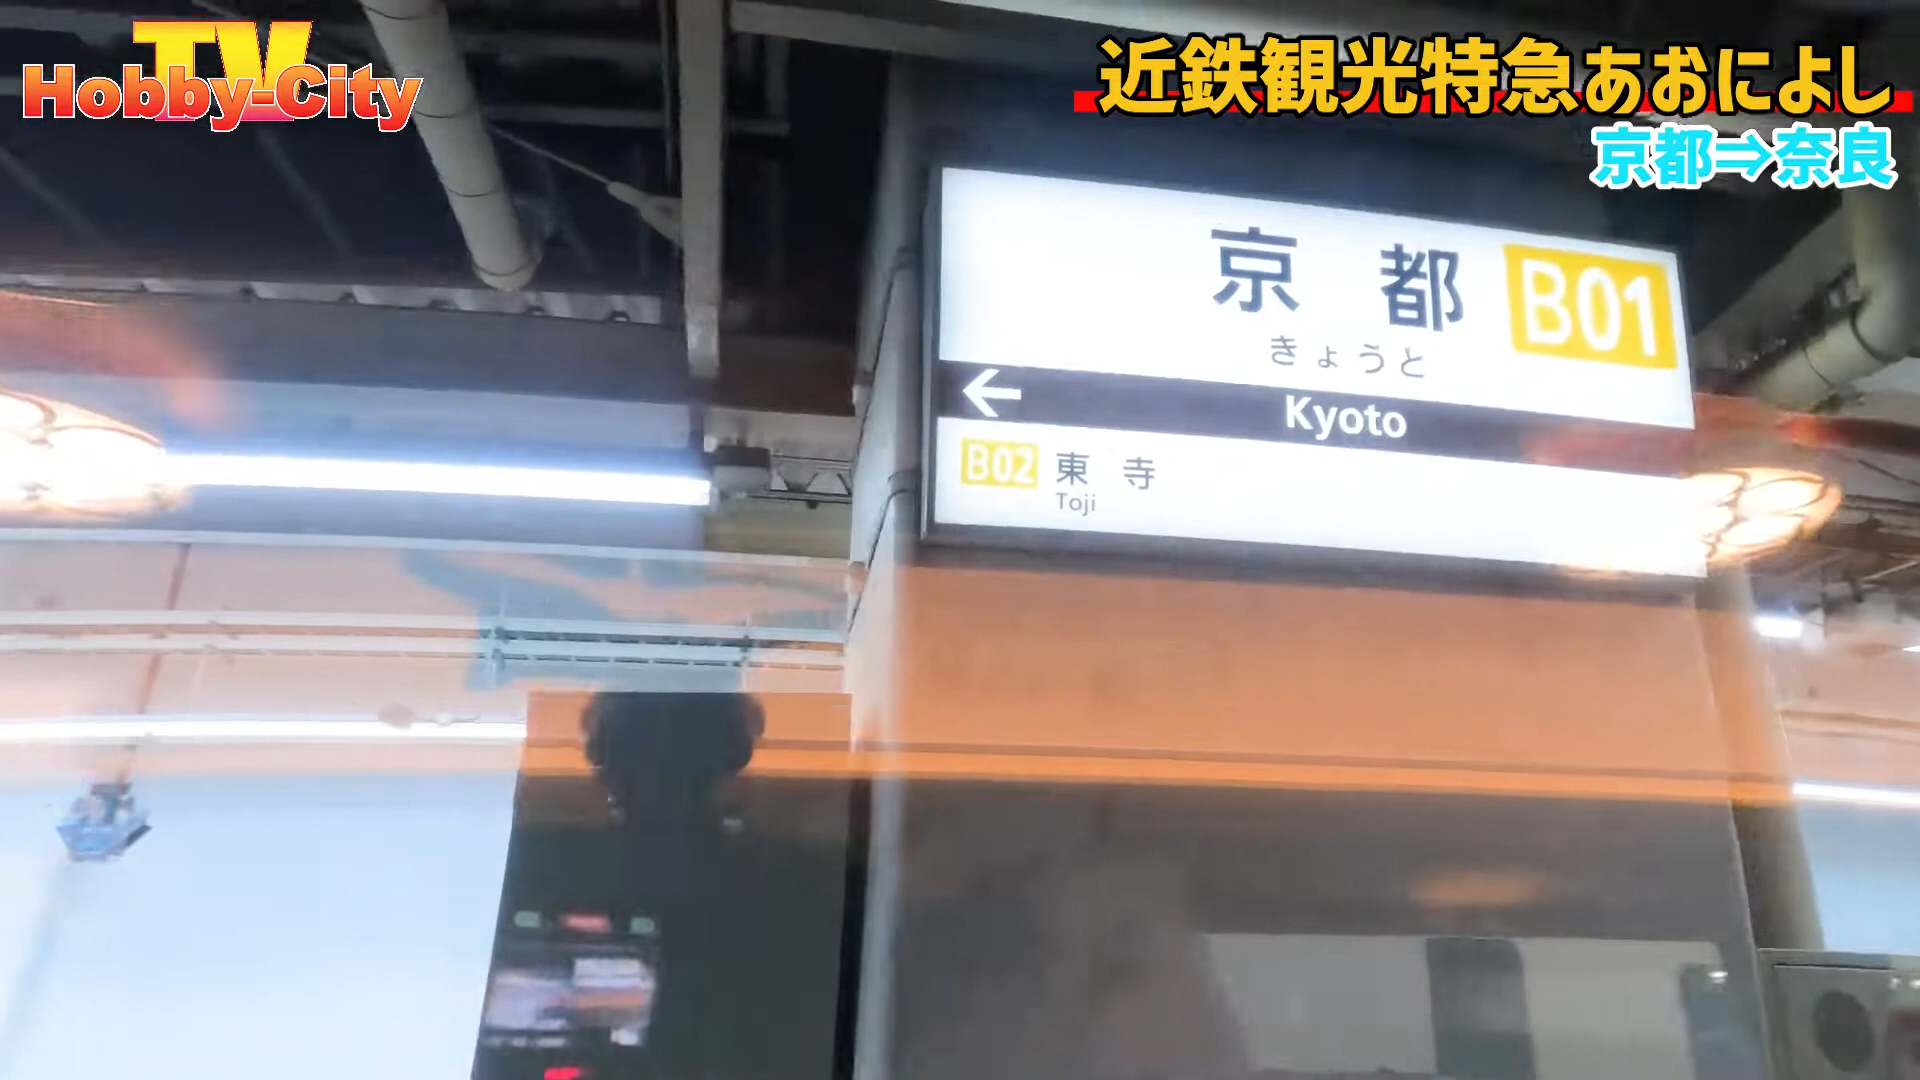 TV
Hobby-City
近鉄観光特急あおによし
京都⇒奈良
京都 B01
きょうと
← Kyoto
B02 東寺
Toji